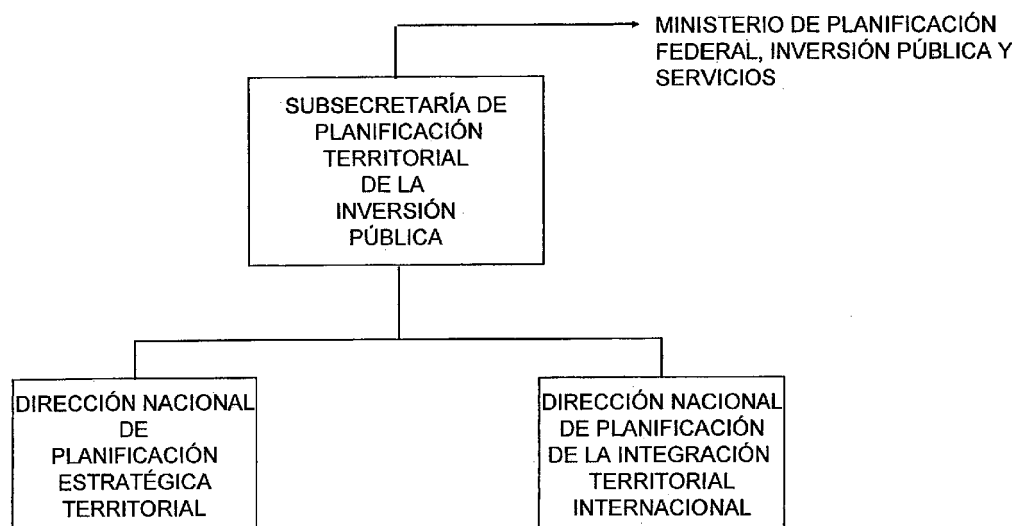 MINISTERIO DE PLANIFICACIÓN
FEDERAL, INVERSIÓN PÚBLICA Y
SERVICIOS
SUBSECRETARÍA DE
PLANIFICACIÓN
TERRITORIAL
DE LA
INVERSIÓN
PÚBLICA
DIRECCIÓN NACIONAL
DE
PLANIFICACIÓN
ESTRATÉGICA
TERRITORIAL
DIRECCIÓN NACIONAL
DE PLANIFICACIÓN
DE LA INTEGRACIÓN
TERRITORIAL
INTERNACIONAL